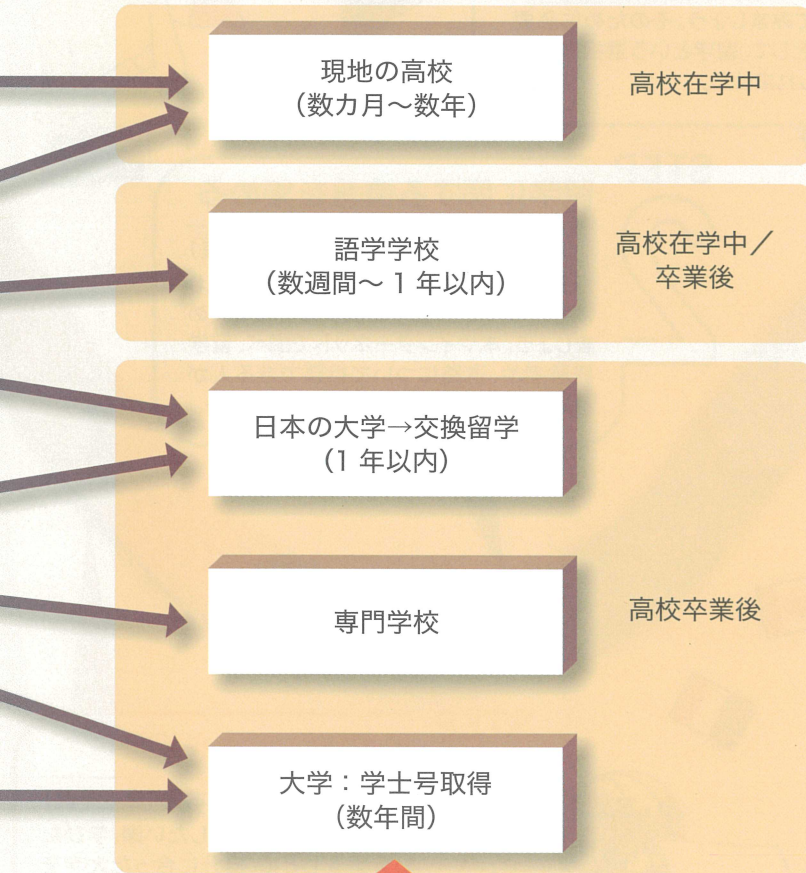 現地の高校
（数カ月～数年）
高校在学中
語学学校
（数週間～1年以内）
高校在学中／
卒業後
日本の大学→交換留学
（1年以内）
専門学校
高校卒業後
大学：学士号取得
（数年間）